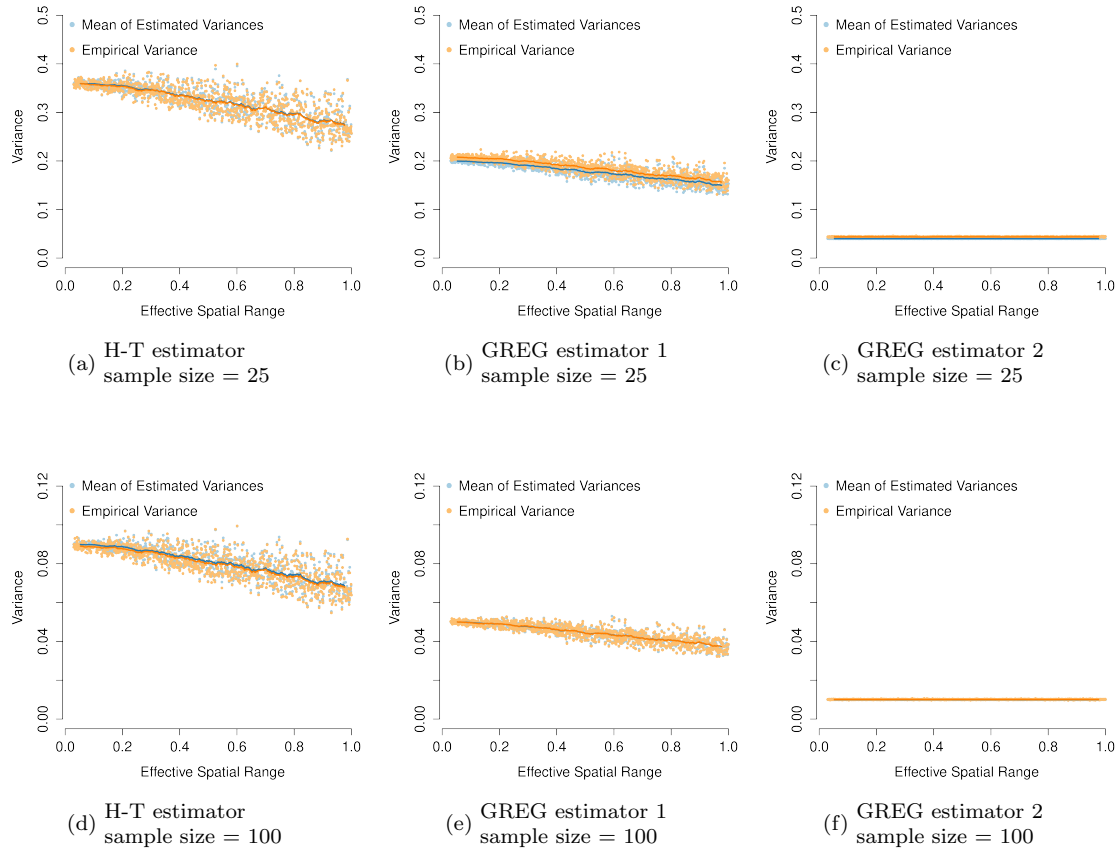 0.5
0.4
0.3
0.2
0.1
0.0
Variance
Mean of Estimated Variances
Empirical Variance
0.0 0.2 0.4 0.6 0.8 1.0
Effective Spatial Range
(a) H-T estimator
sample size = 25
0.5
0.4
0.3
0.2
0.1
0.0
Variance
Mean of Estimated Variances
Empirical Variance
0.0 0.2 0.4 0.6 0.8 1.0
Effective Spatial Range
(b) GREG estimator 1
sample size = 25
0.5
0.4
0.3
0.2
0.1
0.0
Variance
Mean of Estimated Variances
Empirical Variance
0.0 0.2 0.4 0.6 0.8 1.0
Effective Spatial Range
(c) GREG estimator 2
sample size = 25
0.12
0.08
0.04
0.00
Variance
Mean of Estimated Variances
Empirical Variance
0.0 0.2 0.4 0.6 0.8 1.0
Effective Spatial Range
(d) H-T estimator
sample size = 100
0.12
0.08
0.04
0.00
Variance
Mean of Estimated Variances
Empirical Variance
0.0 0.2 0.4 0.6 0.8 1.0
Effective Spatial Range
(e) GREG estimator 1
sample size = 100
0.12
0.08
0.04
0.00
Variance
Mean of Estimated Variances
Empirical Variance
0.0 0.2 0.4 0.6 0.8 1.0
Effective Spatial Range
(f) GREG estimator 2
sample size = 100